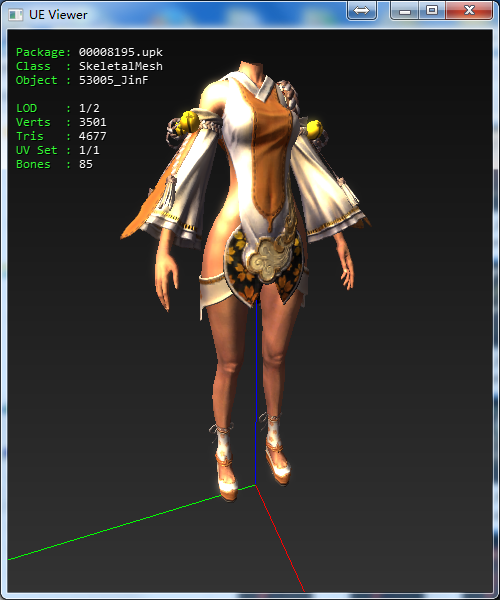 UE Viewer
Package: 00008195.upk
Class : SkeletalMesh
Object : 53005_JinF
LOD : 1/2
Verts : 3501
Tris : 4677
UV Set : 1/1
Bones : 85